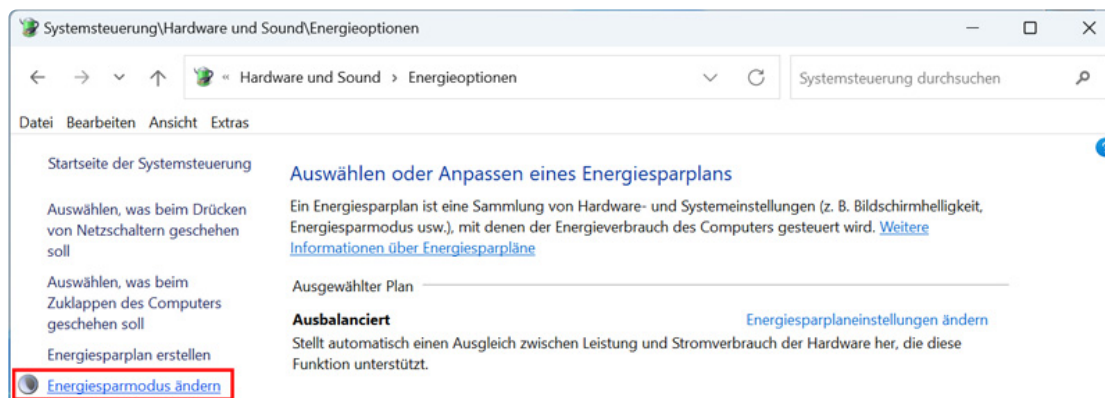 Systemsteuerung\Hardware und Sound\Energieoptionen
« Hardware und Sound › Energieoptionen
Systemsteuerung durchsuchen
Datei Bearbeiten Ansicht Extras
Startseite der Systemsteuerung
Auswählen, was beim Drücken
von Netzschaltern geschehen
soll
Auswählen, was beim
Zuklappen des Computers
geschehen soll
Energiesparplan erstellen
Energiesparmodus ändern
Auswählen oder Anpassen eines Energiesparplans
Ein Energiesparplan ist eine Sammlung von Hardware- und Systemeinstellungen (z. B. Bildschirmhelligkeit,
Energiesparmodus usw.), mit denen der Energieverbrauch des Computers gesteuert wird. Weitere
Informationen über Energiesparpläne
Ausgewählter Plan
Ausbalanciert Energiesparplaneinstellungen ändern
Stellt automatisch einen Ausgleich zwischen Leistung und Stromverbrauch der Hardware her, die diese
Funktion unterstützt.